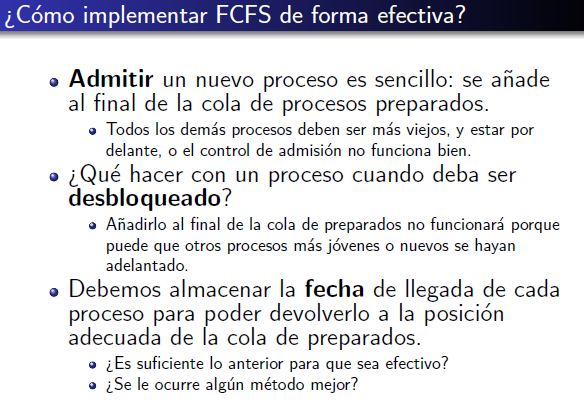 ¿Cómo implementar FCFS de forma efectiva?
Admitir un nuevo proceso es sencillo: se añade
al final de la cola de procesos preparados.
Todos los demás procesos deben ser más viejos, y estar por
delante, o el control de admisión no funciona bien.
¿Qué hacer con un proceso cuando deba ser
desbloqueado?
Añadirlo al final de la cola de preparados no funcionará porque
puede que otros procesos más jóvenes o nuevos se hayan
adelantado.
Debemos almacenar la fecha de llegada de cada
proceso para poder devolverlo a la posición
adecuada de la cola de preparados.
¿Es suficiente lo anterior para que sea efectivo?
¿Se le ocurre algún método mejor?